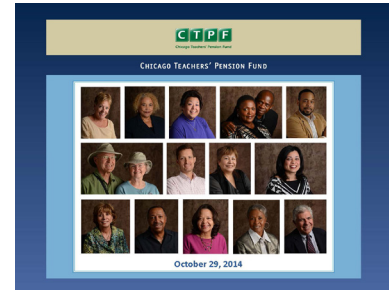 CTPF
Chicago Teachers' Pension Fund
CHICAGO TEACHERS' PENSION FUND
October 29, 2014